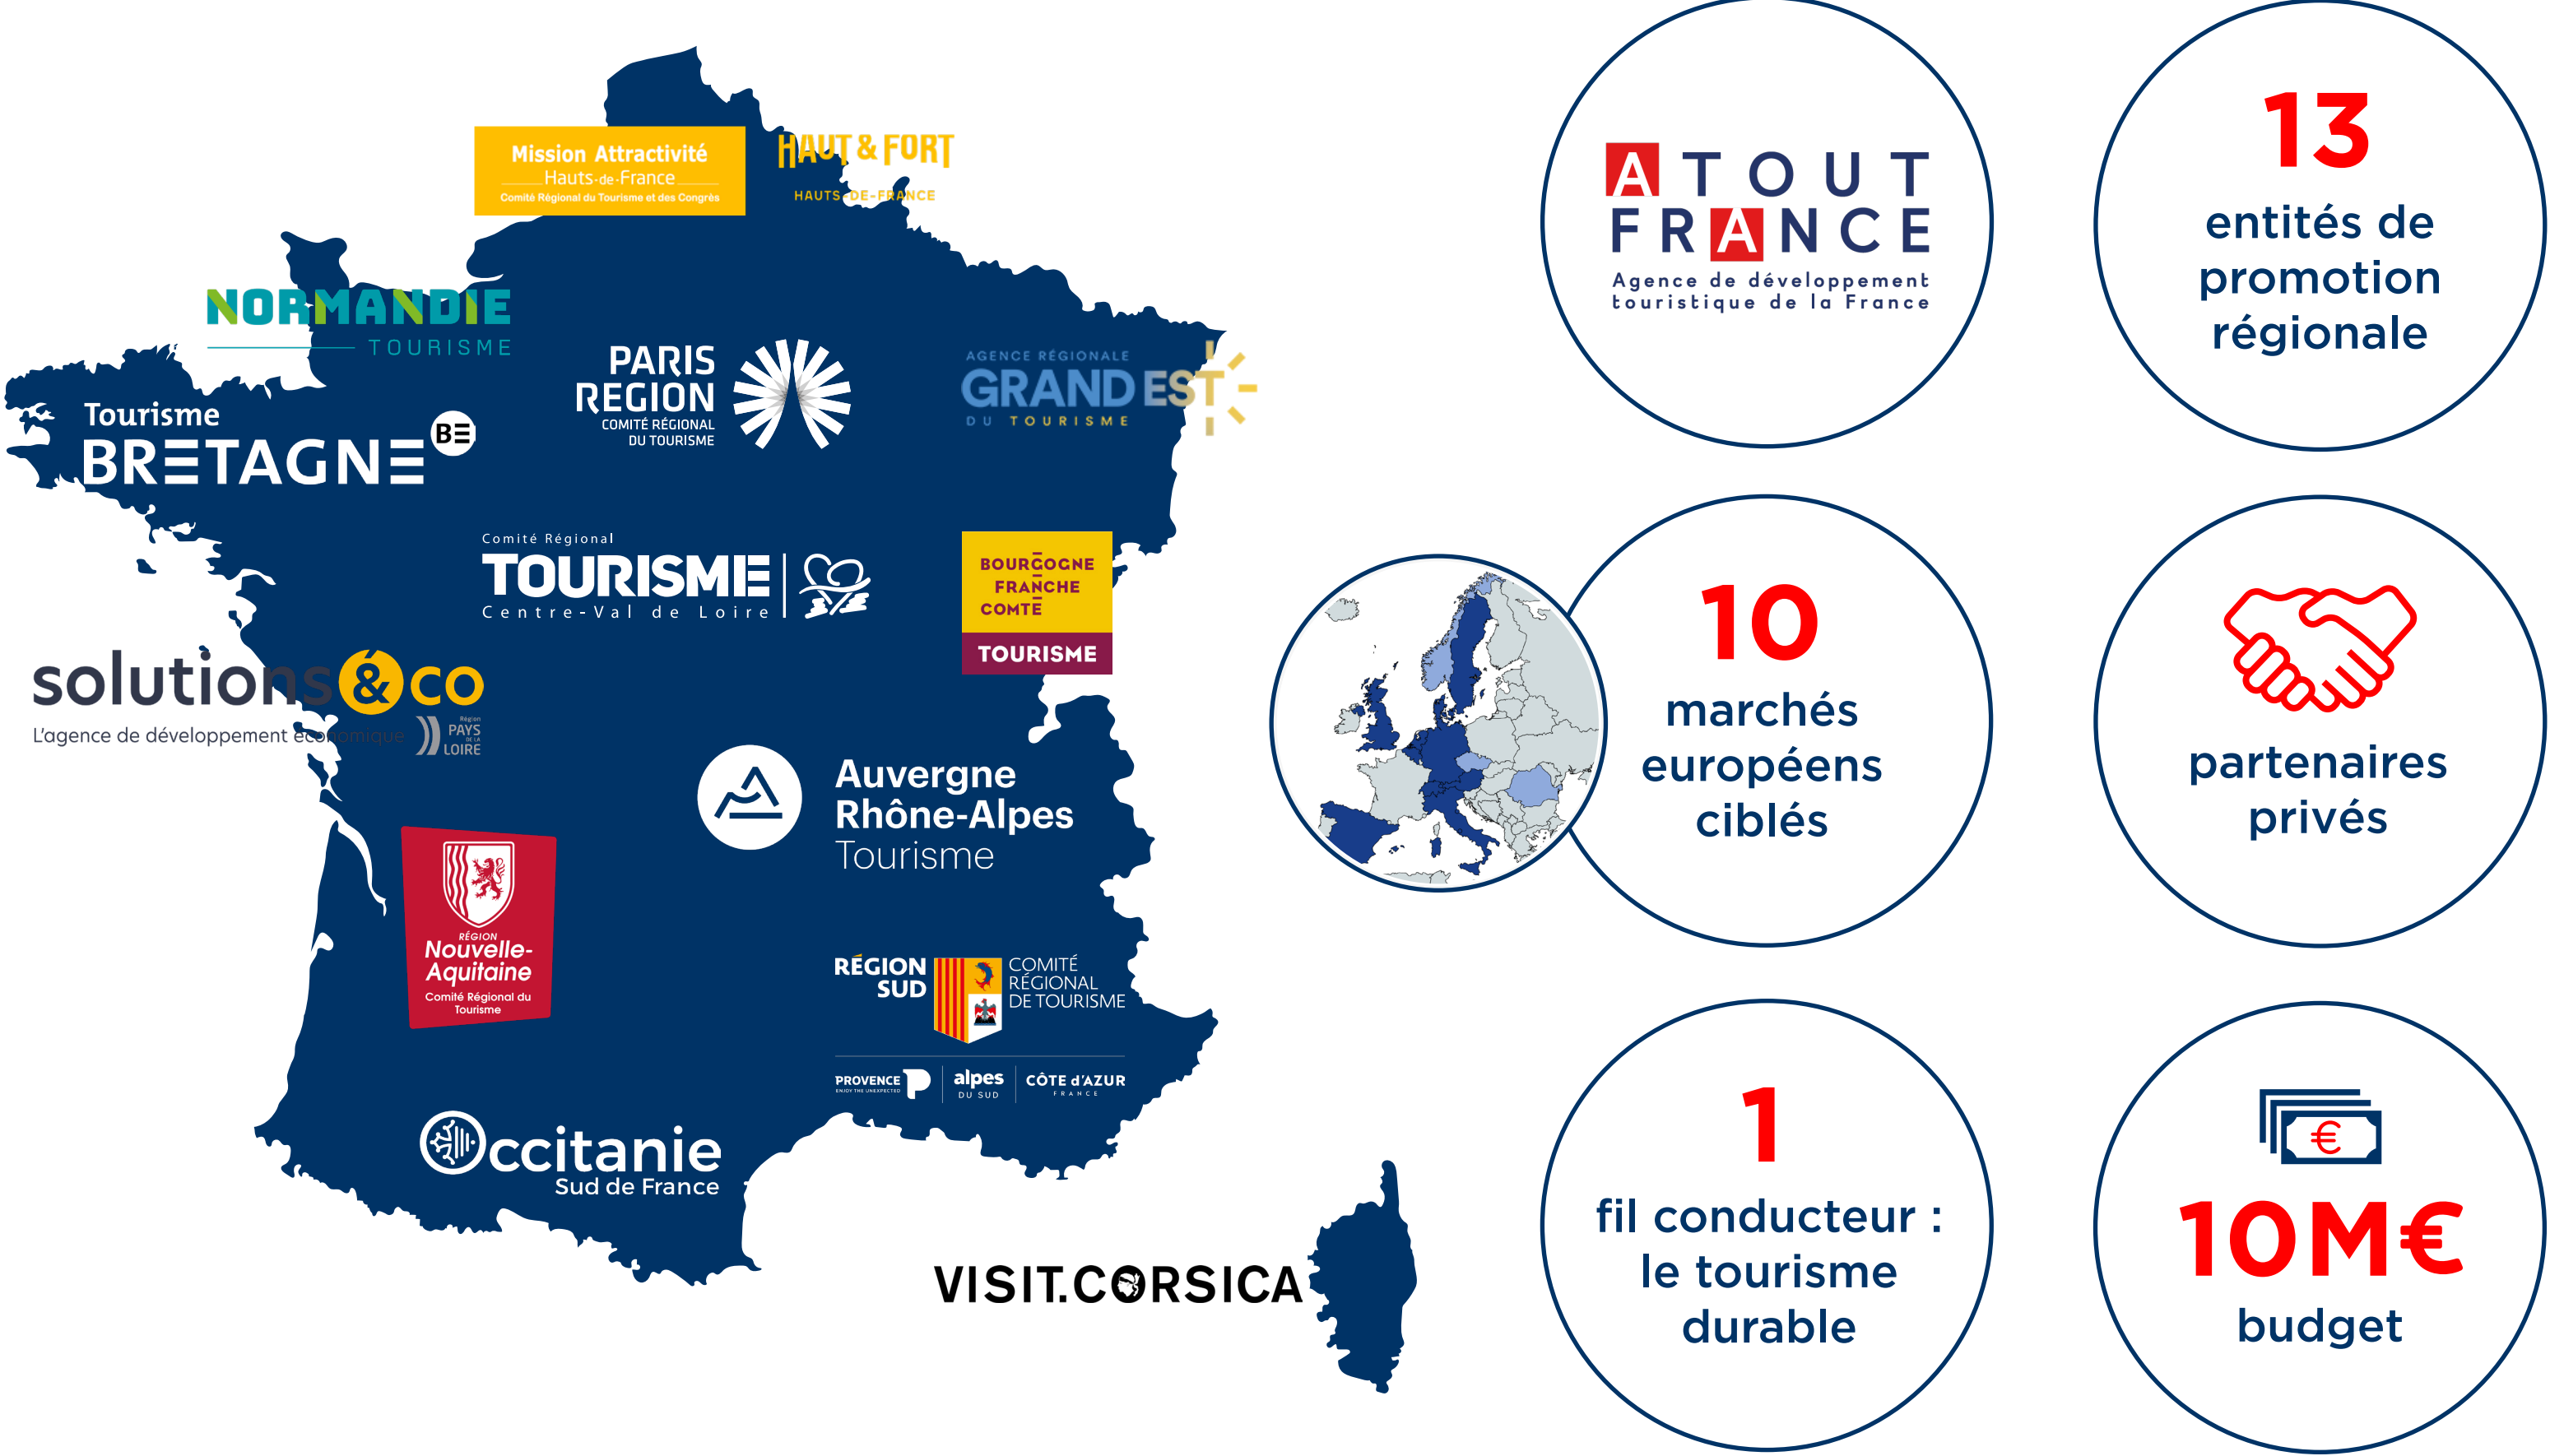 Mission Attractivité
Hauts-de-France
Comité Régional du Tourisme et des Congrès
HAUT & FORT
HAUTS-DE-FRANCE
NORMANDIE
TOURISME
PARIS
REGION
COMITÉ RÉGIONAL
DU TOURISME
AGENCE RÉGIONALE
GRAND EST
DU TOURISME
Tourisme
BRETAGNE
BE
Comité Régional
TOURISME
Centre-Val de Loire
BOURGOGNE
FRANCHE
COMTÉ
TOURISME
solutions&co
L'agence de développement économique
Région
PAYS
DE LA
LOIRE
Auvergne
Rhône-Alpes
Tourisme
RÉGION
Nouvelle-
Aquitaine
Comité Régional du
Tourisme
RÉGION
SUD
COMITÉ
RÉGIONAL
DE TOURISME
PROVENCE
ENJOY THE UNEXPECTED
alpes
DU SUD
CÔTE d'AZUR
FRANCE
Occitanie
Sud de France
VISIT.CORSICA
ATOUT
FRANCE
Agence de développement
touristique de la France
13
entités de
promotion
régionale
10
marchés
européens
ciblés
partenaires
privés
1
fil conducteur :
le tourisme
durable
€
10M€
budget